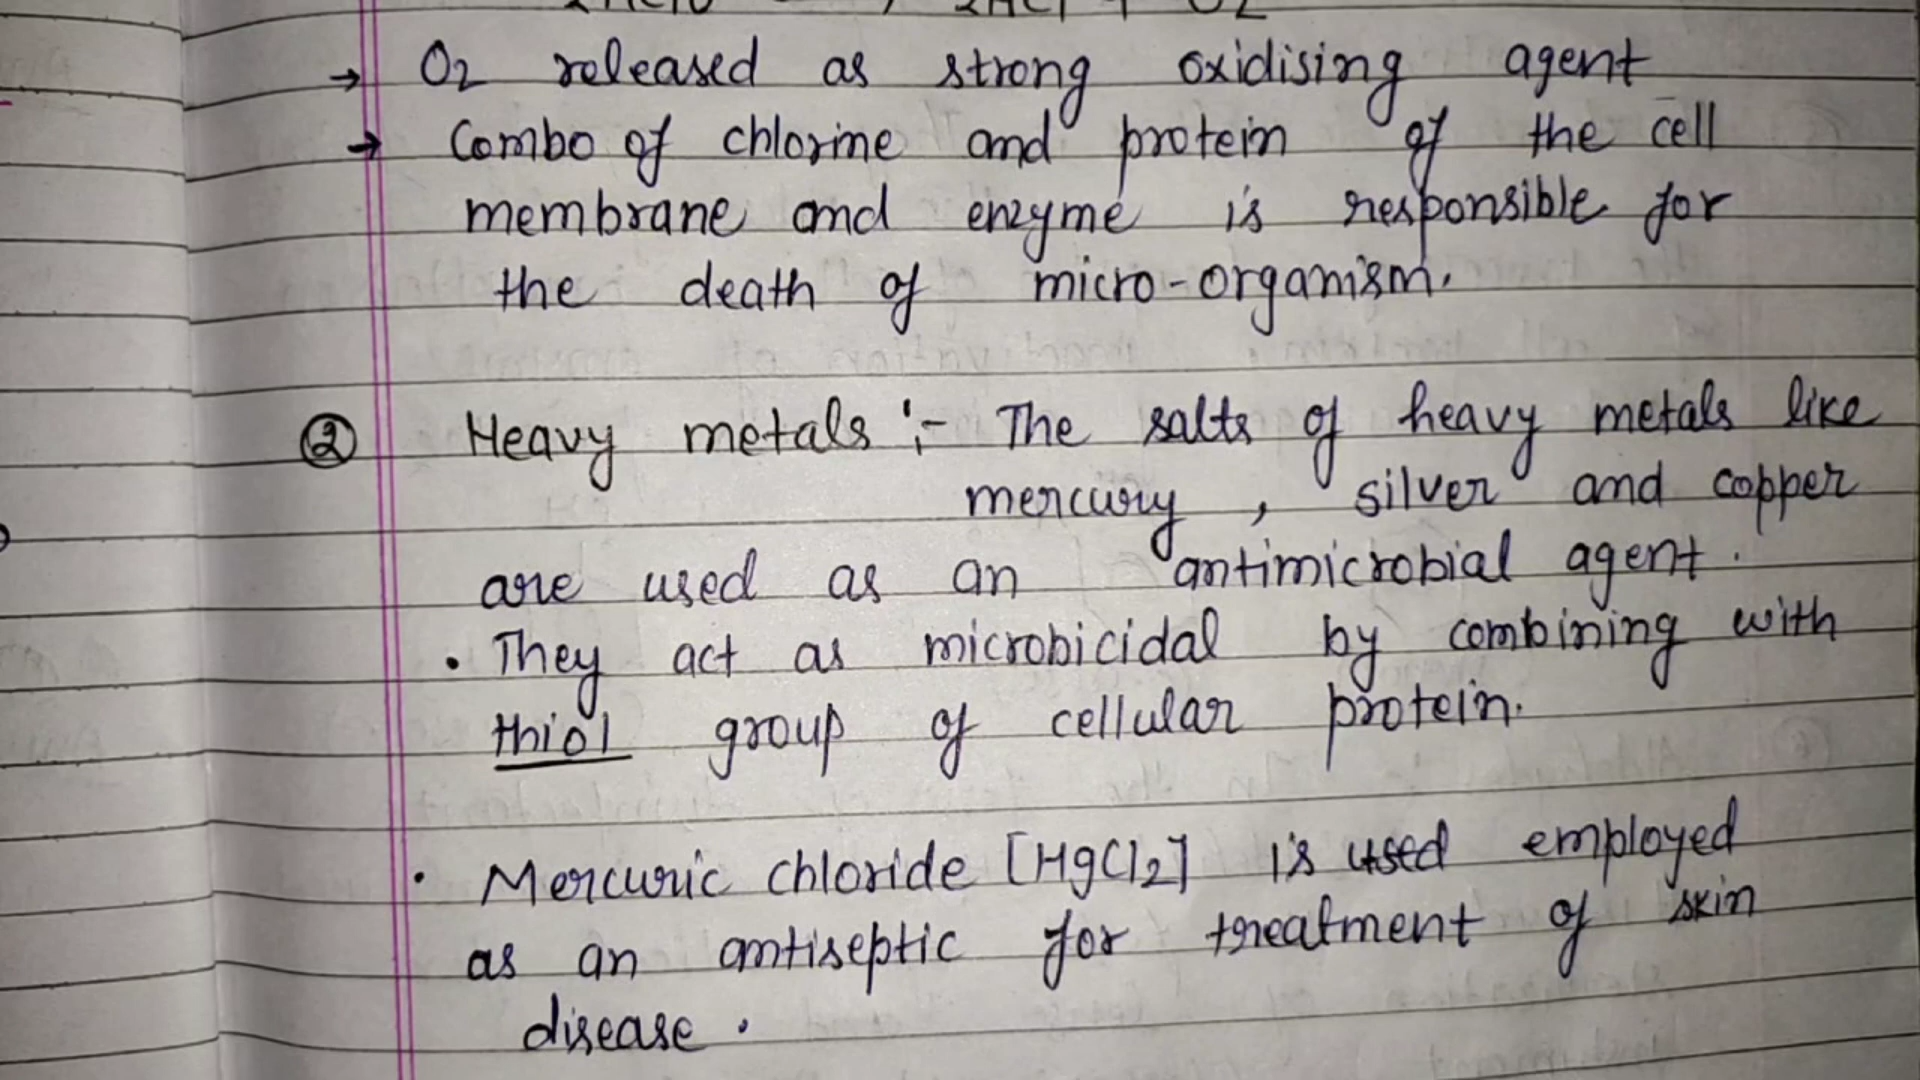 → O2 released as strong oxidising agent
→ Combo of chlorine and protein of the cell
membrane and enzyme is responsible for
the death of micro-organism.
② Heavy metals :- The salts of heavy metals like
mercury, silver and copper
are used as an antimicrobial agent.
• They act as microbicidal by combining with
thiol group of cellular protein.
• Mercuric chloride [HgCl2] is used employed
as an antiseptic for treatment of skin
disease.